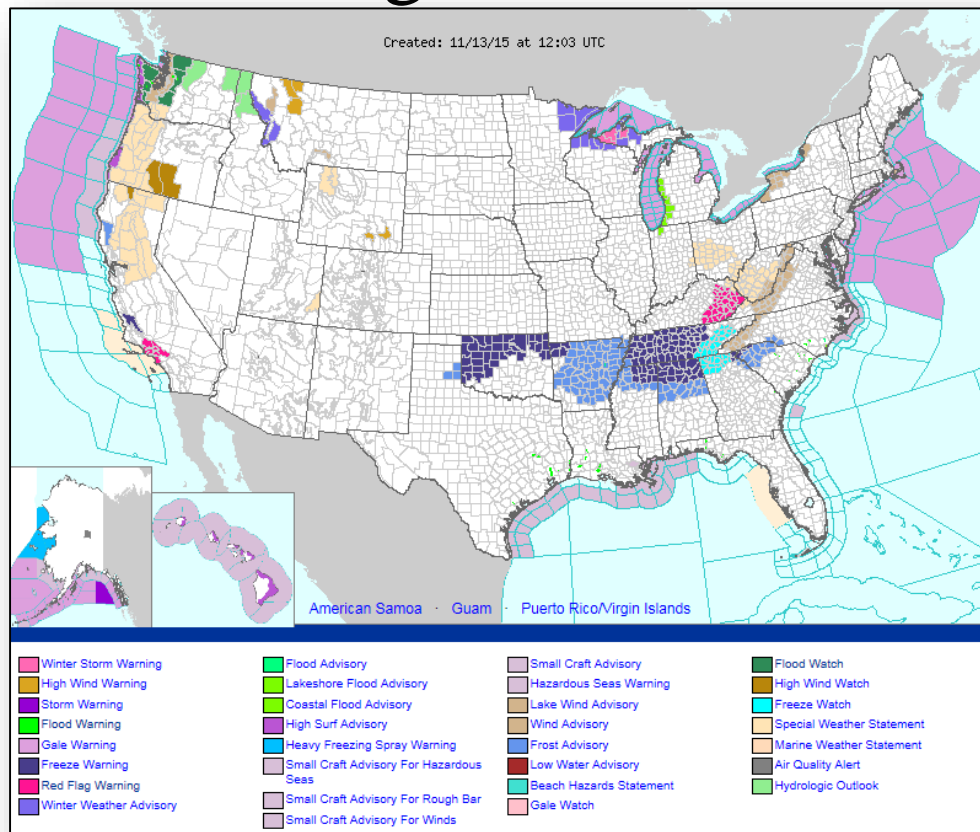 Created: 11/13/15 at 12:03 UTC
American Samoa · Guam · Puerto Rico/Virgin Islands
Winter Storm Warning
High Wind Warning
Storm Warning
Flood Warning
Gale Warning
Freeze Warning
Red Flag Warning
Winter Weather Advisory
Flood Advisory
Lakeshore Flood Advisory
Coastal Flood Advisory
High Surf Advisory
Heavy Freezing Spray Warning
Small Craft Advisory For Hazardous
Seas
Small Craft Advisory For Rough Bar
Small Craft Advisory For Winds
Small Craft Advisory
Hazardous Seas Warning
Lake Wind Advisory
Wind Advisory
Frost Advisory
Low Water Advisory
Beach Hazards Statement
Gale Watch
Flood Watch
High Wind Watch
Freeze Watch
Special Weather Statement
Marine Weather Statement
Air Quality Alert
Hydrologic Outlook